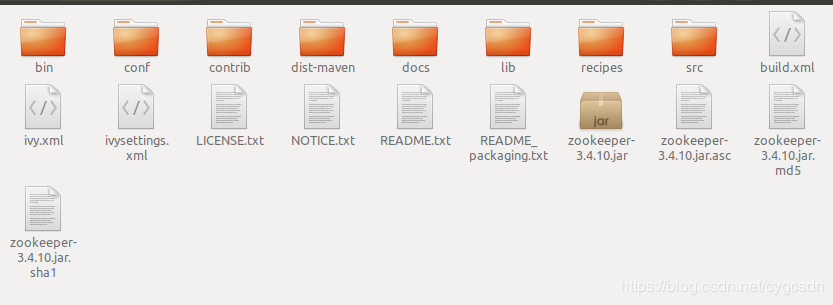 bin conf contrib dist-maven docs lib recipes src build.xml
ivy.xml ivysettings. LICENSE.txt NOTICE.txt README.txt README_ zookeeper- zookeeper- zookeeper-
xml packaging.txt 3.4.10.jar 3.4.10.jar.asc 3.4.10.jar.
md5
jar
zookeeper-
3.4.10.jar.
sha1
https://blog.csdn.net/cygcsdn